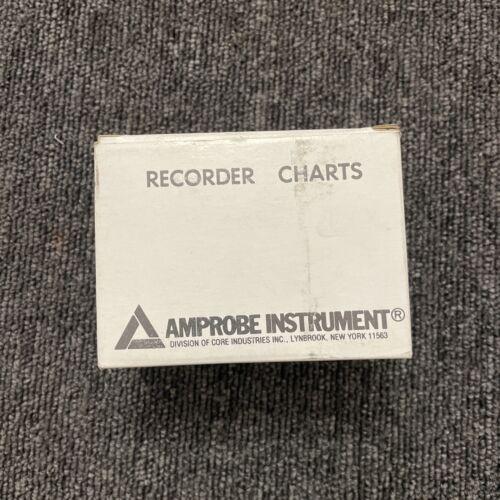 RECORDER CHARTS
AMPROBE INSTRUMENT®
DIVISION OF CORE INDUSTRIES INC., LYNBROOK, NEW YORK 11563